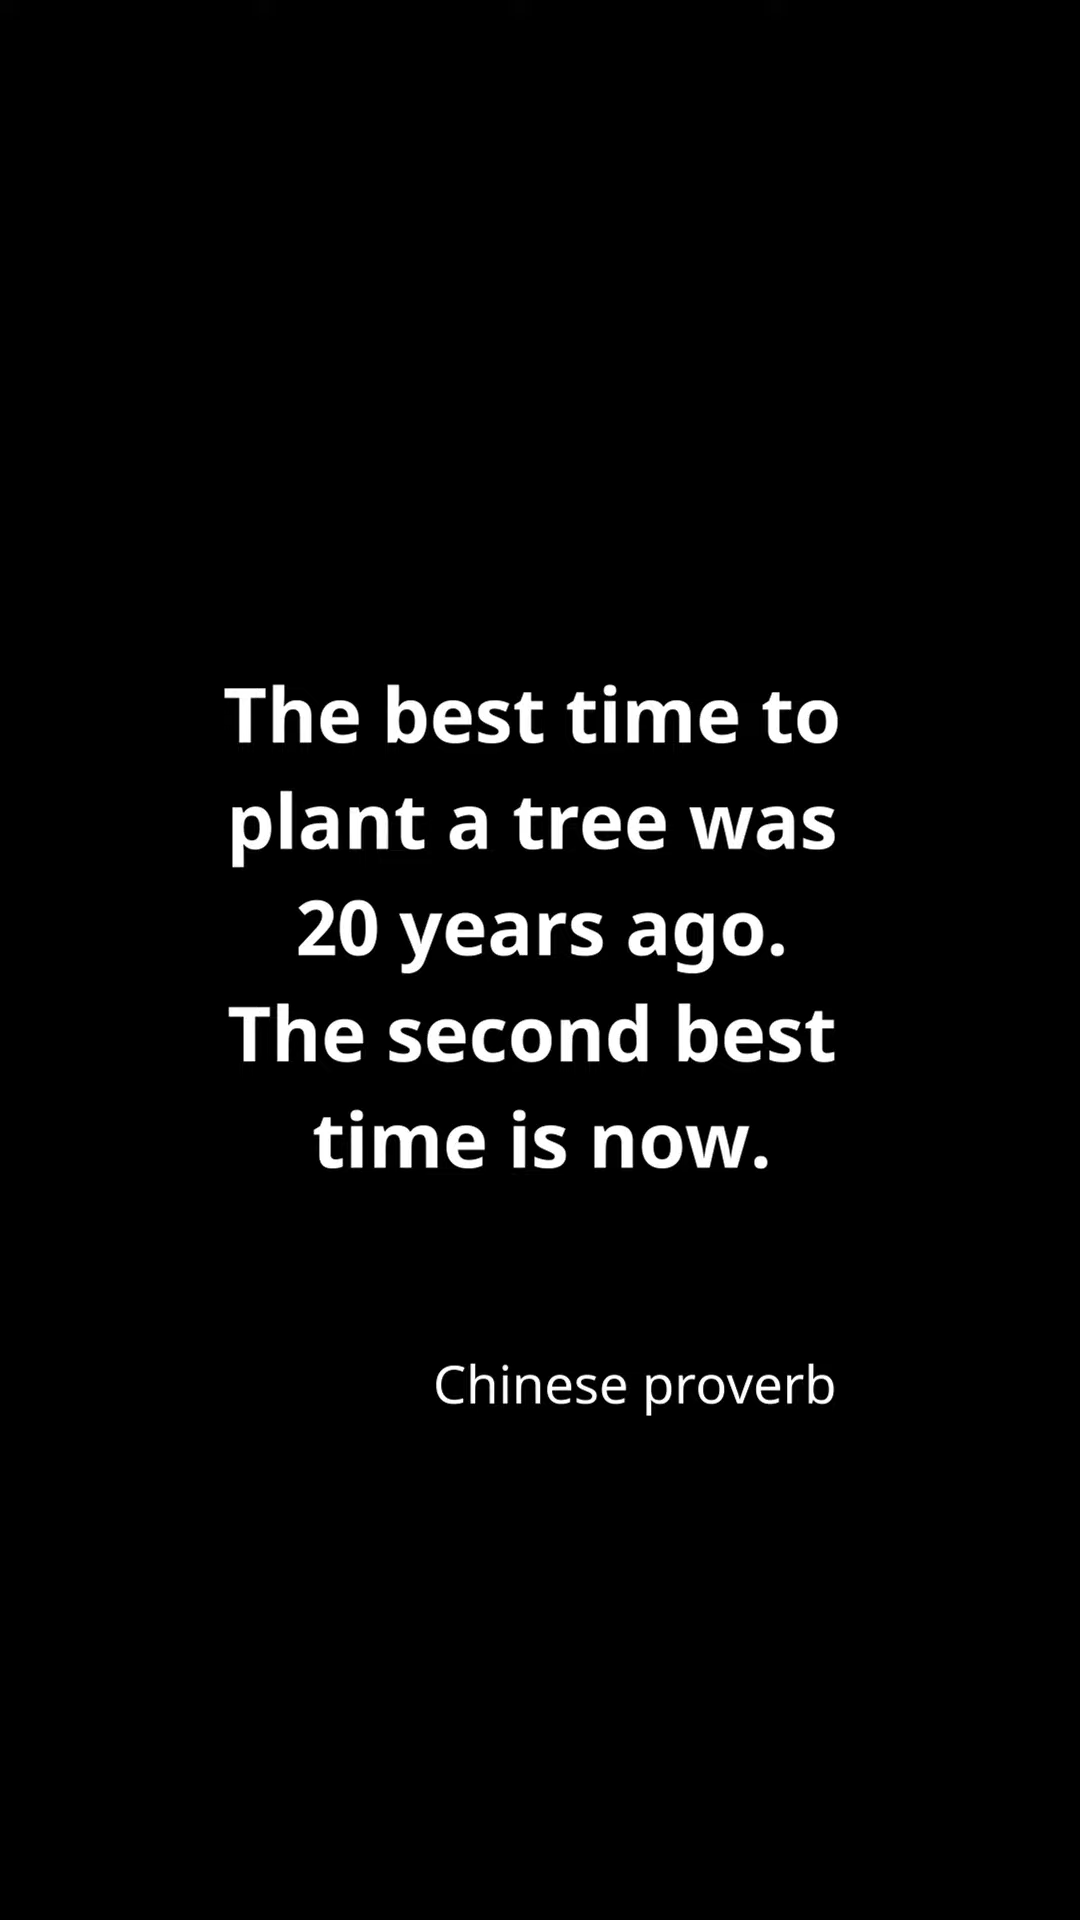 The best time to
plant a tree was
20 years ago.
The second best
time is now.
Chinese proverb